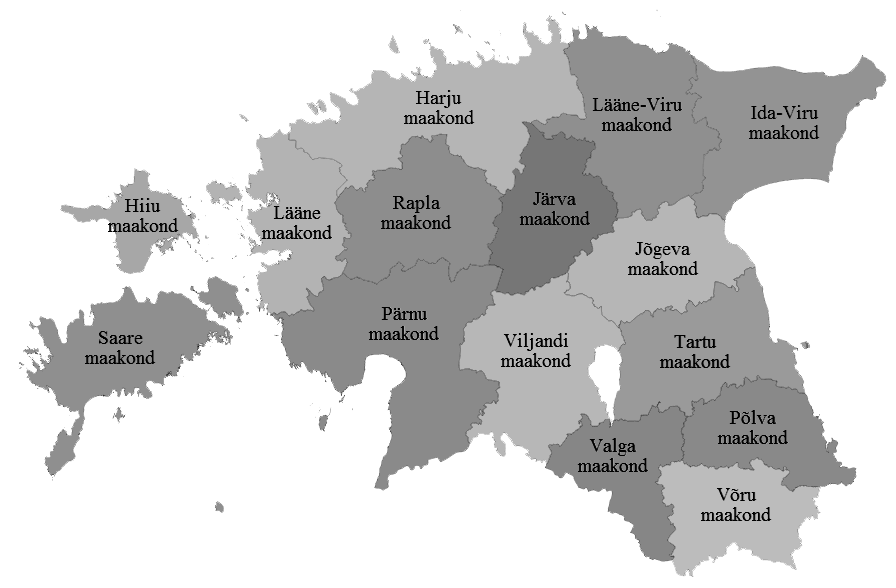 Harju
maakond
Lääne-Viru
maakond
Ida-Viru
maakond
Hiiu
maakond
Lääne
maakond
Rapla
maakond
Järva
maakond
Jõgeva
maakond
Saare
maakond
Pärnu
maakond
Viljandi
maakond
Tartu
maakond
Valga
maakond
Põlva
maakond
Võru
maakond